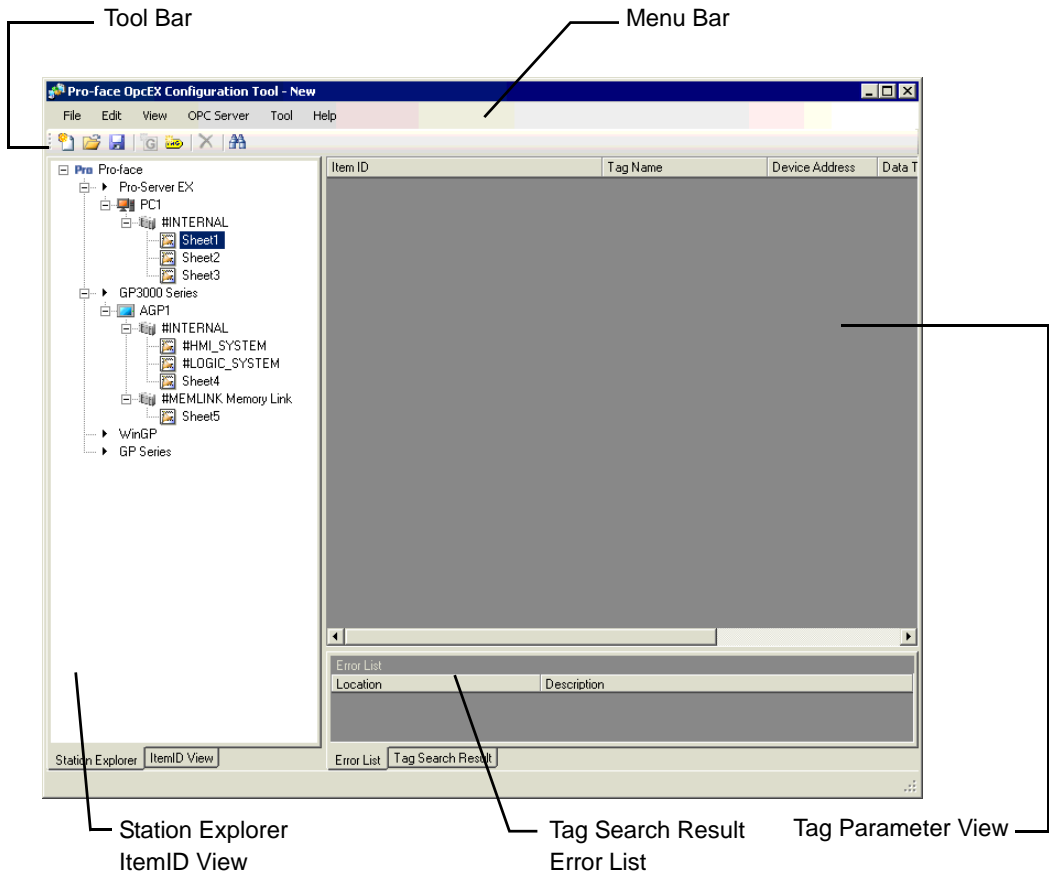 Tool Bar
Menu Bar
Pro-face OpcEX Configuration Tool - New
File Edit View OPC Server Tool Help
Item ID Tag Name Device Address Data T
Pro Pro-face
Pro-Server EX
PC1
#INTERNAL
Sheet1
Sheet2
Sheet3
GP3000 Series
AGP1
#INTERNAL
#HMI_SYSTEM
#LOGIC_SYSTEM
Sheet4
#MEMLINK Memory Link
Sheet5
WinGP
GP Series
Error List
Location Description
Station Explorer ItemID View
Error List Tag Search Result
Station Explorer
ItemID View
Tag Search Result
Error List
Tag Parameter View